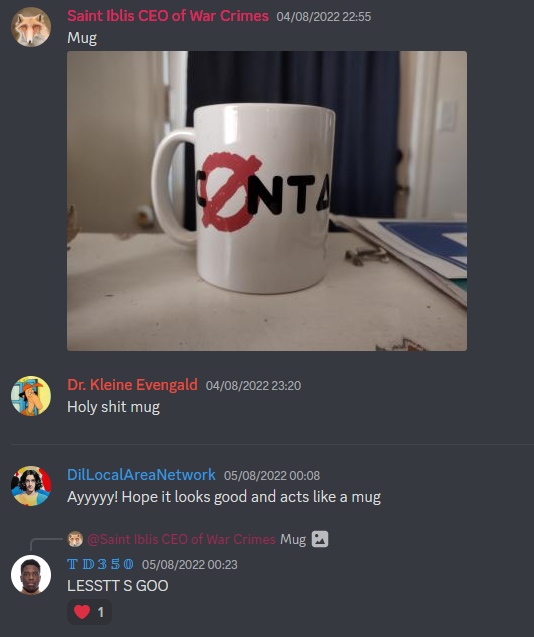 Saint Iblis CEO of War Crimes 04/08/2022 22:55
Mug
CØNTA
Dr. Kleine Evengald 04/08/2022 23:20
Holy shit mug
DilLocalAreaNetwork 05/08/2022 00:08
Ayyyyy! Hope it looks good and acts like a mug
@Saint Iblis CEO of War Crimes Mug
𝕋 𝔻𝟛𝟝𝟘 05/08/2022 00:23
LESSTT S GOO
1